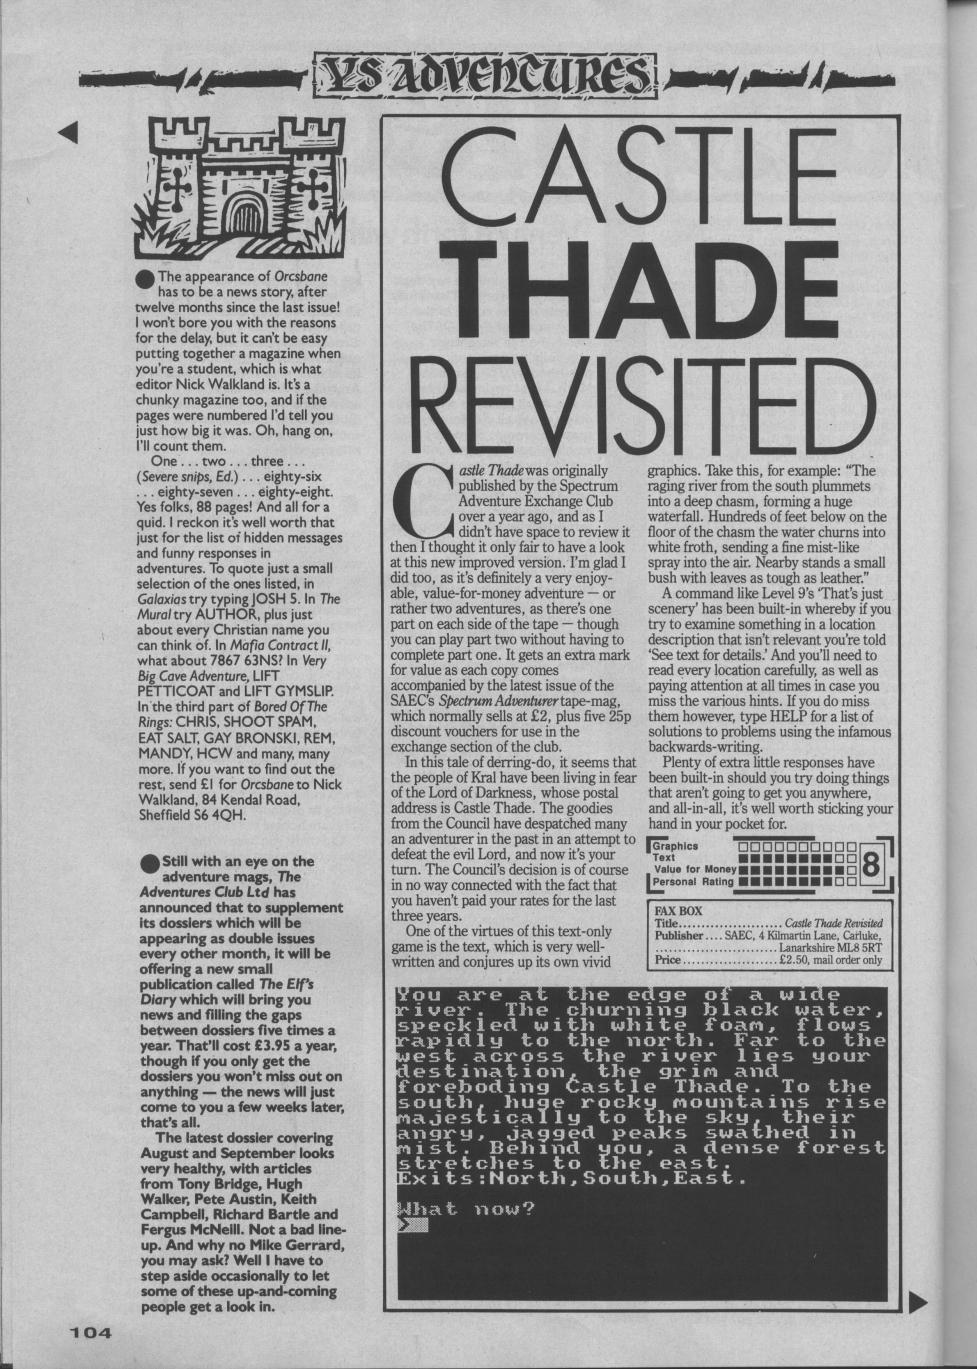 YS ADVENTURES
The appearance of Orcsbane
has to be a news story, after
twelve months since the last issue!
I won't bore you with the reasons
for the delay, but it can't be easy
putting together a magazine when
you're a student, which is what
editor Nick Walkland is. It's a
chunky magazine too, and if the
pages were numbered I'd tell you
just how big it was. Oh, hang on,
I'll count them.
One . . . two . . . three . . .
(Severe snips, Ed.) . . . eighty-six
. . . eighty-seven . . . eighty-eight.
Yes folks, 88 pages! And all for a
quid. I reckon it's well worth that
just for the list of hidden messages
and funny responses in
adventures. To quote just a small
selection of the ones listed, in
Galaxias try typing JOSH 5. In The
Mural try AUTHOR, plus just
about every Christian name you
can think of. In Mafia Contract II,
what about 7867 63NS? In Very
Big Cave Adventure, LIFT
PETTICOAT and LIFT GYMSLIP.
In the third part of Bored Of The
Rings: CHRIS, SHOOT SPAM,
EAT SALT, GAY BRONSKI, REM,
MANDY, HCW and many, many
more. If you want to find out the
rest, send £1 for Orcsbane to Nick
Walkland, 84 Kendal Road,
Sheffield S6 4QH.
Still with an eye on the
adventure mags, The
Adventures Club Ltd has
announced that to supplement
its dossiers which will be
appearing as double issues
every other month, it will be
offering a new small
publication called The Elf's
Diary which will bring you
news and filling the gaps
between dossiers five times a
year. That'll cost £3.95 a year,
though if you only get the
dossiers you won't miss out on
anything — the news will just
come to you a few weeks later,
that's all.
The latest dossier covering
August and September looks
very healthy, with articles
from Tony Bridge, Hugh
Walker, Pete Austin, Keith
Campbell, Richard Bartle and
Fergus McNeill. Not a bad line-
up. And why no Mike Gerrard,
you may ask? Well I have to
step aside occasionally to let
some of these up-and-coming
people get a look in.
CASTLE
THADE
REVISITED
Castle Thade was originally
published by the Spectrum
Adventure Exchange Club
over a year ago, and as I
didn't have space to review it
then I thought it only fair to have a look
at this new improved version. I'm glad I
did too, as it's definitely a very enjoy-
able, value-for-money adventure — or
rather two adventures, as there's one
part on each side of the tape — though
you can play part two without having to
complete part one. It gets an extra mark
for value as each copy comes
accompanied by the latest issue of the
SAEC's Spectrum Adventurer tape-mag,
which normally sells at £2, plus five 25p
discount vouchers for use in the
exchange section of the club.
In this tale of derring-do, it seems that
the people of Kral have been living in fear
of the Lord of Darkness, whose postal
address is Castle Thade. The goodies
from the Council have despatched many
an adventurer in the past in an attempt to
defeat the evil Lord, and now it's your
turn. The Council's decision is of course
in no way connected with the fact that
you haven't paid your rates for the last
three years.
One of the virtues of this text-only
game is the text, which is very well-
written and conjures up its own vivid
graphics. Take this, for example: "The
raging river from the south plummets
into a deep chasm, forming a huge
waterfall. Hundreds of feet below on the
floor of the chasm the water churns into
white froth, sending a fine mist-like
spray into the air. Nearby stands a small
bush with leaves as tough as leather."
A command like Level 9's 'That's just
scenery' has been built-in whereby if you
try to examine something in a location
description that isn't relevant you're told
'See text for details.' And you'll need to
read every location carefully, as well as
paying attention at all times in case you
miss the various hints. If you do miss
them however, type HELP for a list of
solutions to problems using the infamous
backwards-writing.
Plenty of extra little responses have
been built-in should you try doing things
that aren't going to get you anywhere,
and all-in-all, it's well worth sticking your
hand in your pocket for.
Graphics
Text
Value for Money
Personal Rating
8
FAX BOX
Title...................... Castle Thade Revisited
Publisher .... SAEC, 4 Kilmartin Lane, Carluke,
.......................... Lanarkshire ML8 5RT
Price .................... £2.50, mail order only
You are at the edge of a wide
river. The churning black water,
speckled with white foam, flows
rapidly to the north. Far to the
west across the river lies your
destination, the grim and
foreboding Castle Thade. To the
south, huge rocky mountains rise
majestically to the sky, their
angry, jagged peaks swathed in
mist. Behind you, a dense forest
stretches to the east.
Exits:North,South,East.
What now?
>
104